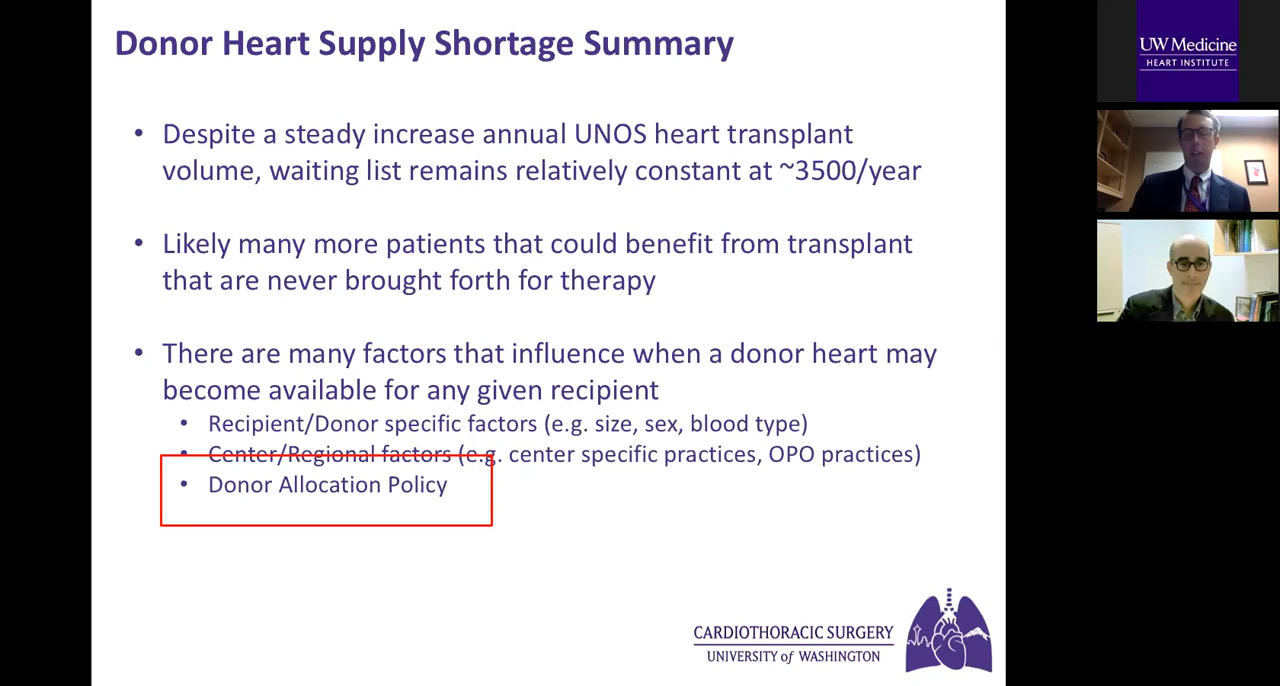 Donor Heart Supply Shortage Summary
• Despite a steady increase annual UNOS heart transplant
volume, waiting list remains relatively constant at ~3500/year
• Likely many more patients that could benefit from transplant
that are never brought forth for therapy
• There are many factors that influence when a donor heart may
become available for any given recipient
• Recipient/Donor specific factors (e.g. size, sex, blood type)
• Center/Regional factors (e.g. center specific practices, OPO practices)
• Donor Allocation Policy
CARDIOTHORACIC SURGERY
UNIVERSITY of WASHINGTON
UW Medicine
HEART INSTITUTE